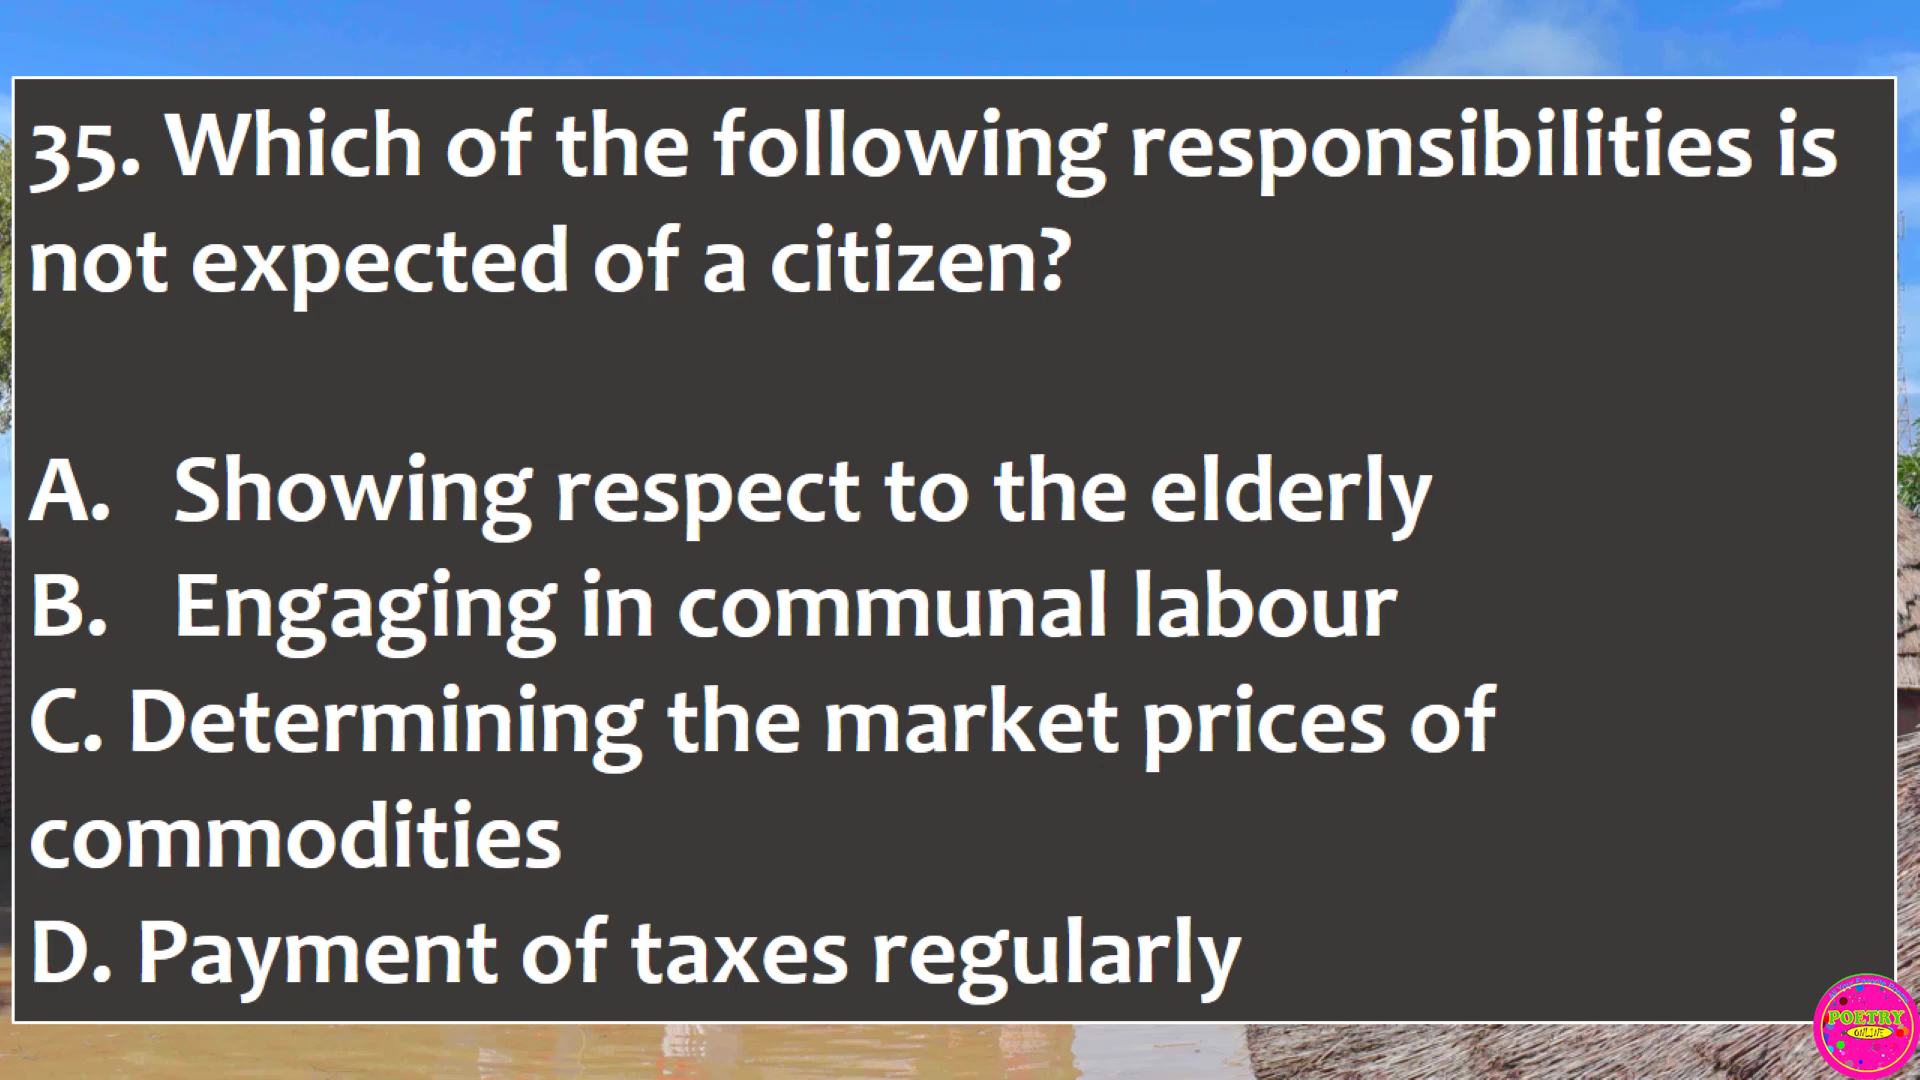 35. Which of the following responsibilities is
not expected of a citizen?
A. Showing respect to the elderly
B. Engaging in communal labour
C. Determining the market prices of
commodities
D. Payment of taxes regularly
POETRY
ONLINE